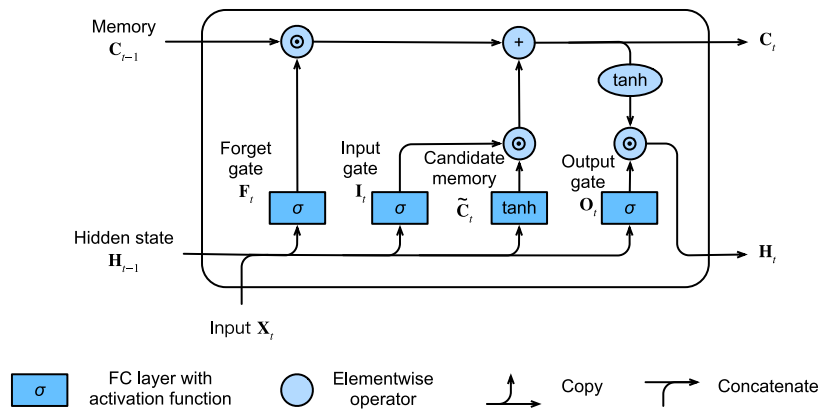 Memory
C_{t−1}
⊙
+
C_t
tanh
Forget
gate
F_t
Input
gate
I_t
⊙
Candidate
memory
C̃_t
Output
gate
O_t
⊙
σ
σ
tanh
σ
Hidden state
H_{t−1}
H_t
Input X_t
σ
FC layer with
activation function
Elementwise
operator
Copy
Concatenate